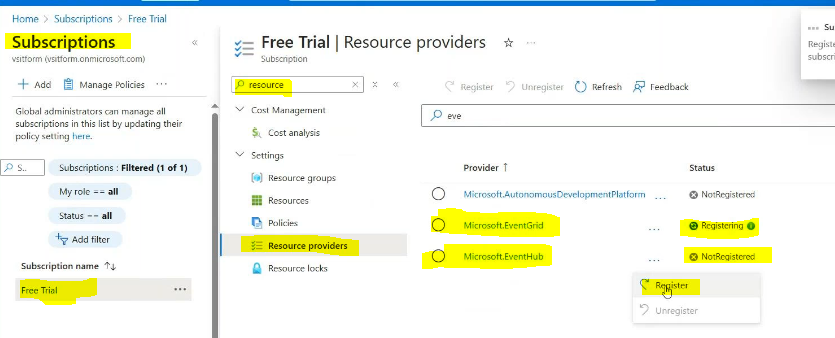 Home > Subscriptions > Free Trial
Subscriptions
vsitform (vsitform.onmicrosoft.com)
Add
Manage Policies
Global administrators can manage all
subscriptions in this list by updating their
policy setting here.
S..
Subscriptions : Filtered (1 of 1)
My role == all
Status == all
Add filter
Subscription name
Free Trial
Free Trial | Resource providers
Subscription
resource
Cost Management
Cost analysis
Settings
Resource groups
Resources
Policies
Resource providers
Resource locks
Register
Unregister
Refresh
Feedback
eve
Provider
Status
Microsoft.AutonomousDevelopmentPlatform
NotRegistered
Microsoft.EventGrid
Registering
Microsoft.EventHub
NotRegistered
Register
Unregister
Su
Registe
subscri